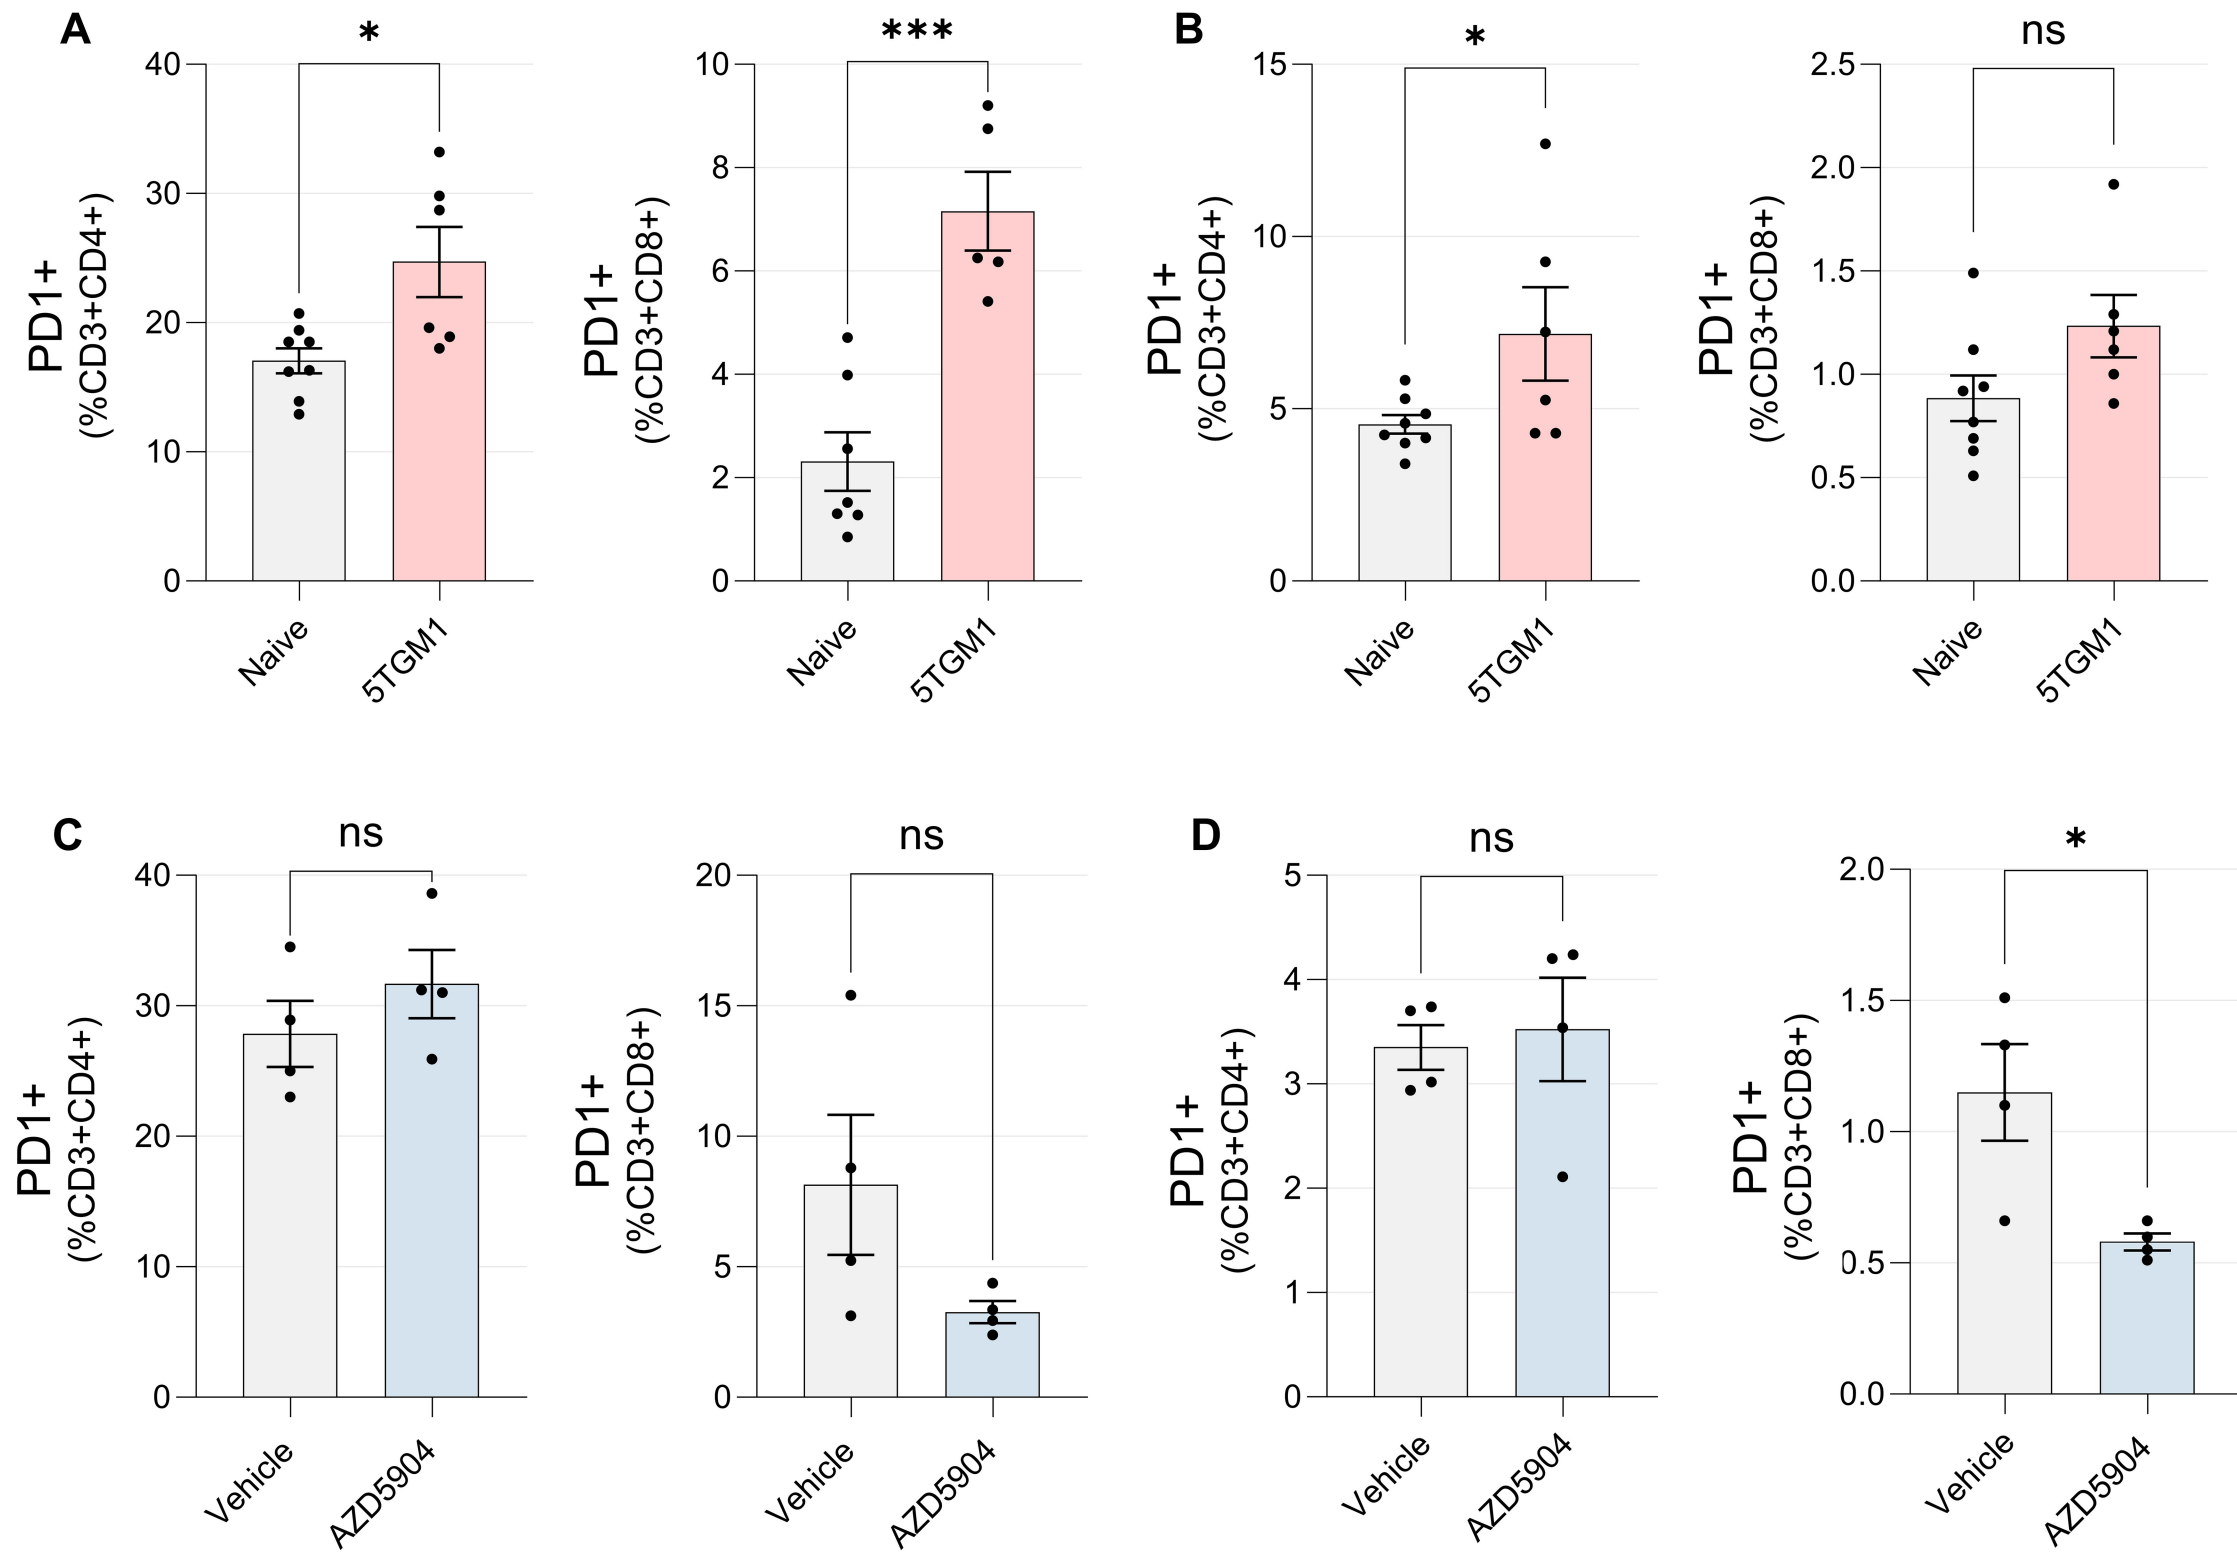 A
*
PD1+
(%CD3+CD4+)
40
30
20
10
0
Naive
5TGM1
***
PD1+
(%CD3+CD8+)
10
8
6
4
2
0
Naive
5TGM1
B
*
PD1+
(%CD3+CD4+)
15
10
5
0
Naive
5TGM1
ns
PD1+
(%CD3+CD8+)
2.5
2.0
1.5
1.0
0.5
0.0
Naive
5TGM1
C
ns
PD1+
(%CD3+CD4+)
40
30
20
10
0
Vehicle
AZD5904
ns
PD1+
(%CD3+CD8+)
20
15
10
5
0
Vehicle
AZD5904
D
ns
PD1+
(%CD3+CD4+)
5
4
3
2
1
0
Vehicle
AZD5904
*
PD1+
(%CD3+CD8+)
2.0
1.5
1.0
0.5
0.0
Vehicle
AZD5904